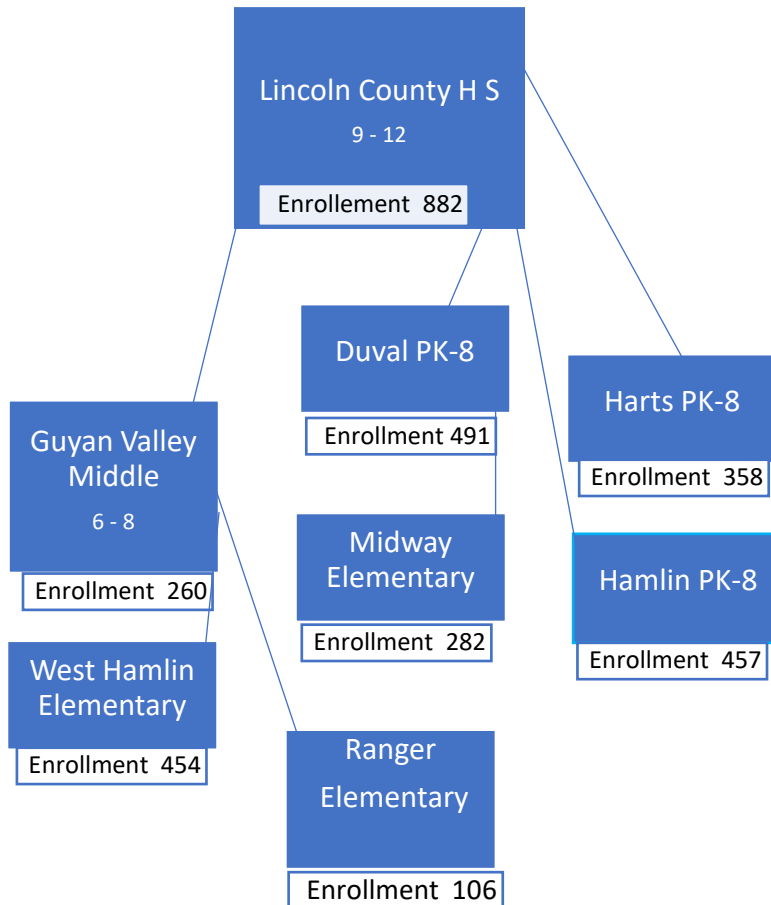 Lincoln County H S
9 - 12
Enrollement 882
Duval PK-8
Enrollment 491
Harts PK-8
Enrollment 358
Guyan Valley
Middle
6 - 8
Enrollment 260
Midway
Elementary
Enrollment 282
Hamlin PK-8
Enrollment 457
West Hamlin
Elementary
Enrollment 454
Ranger
Elementary
Enrollment 106